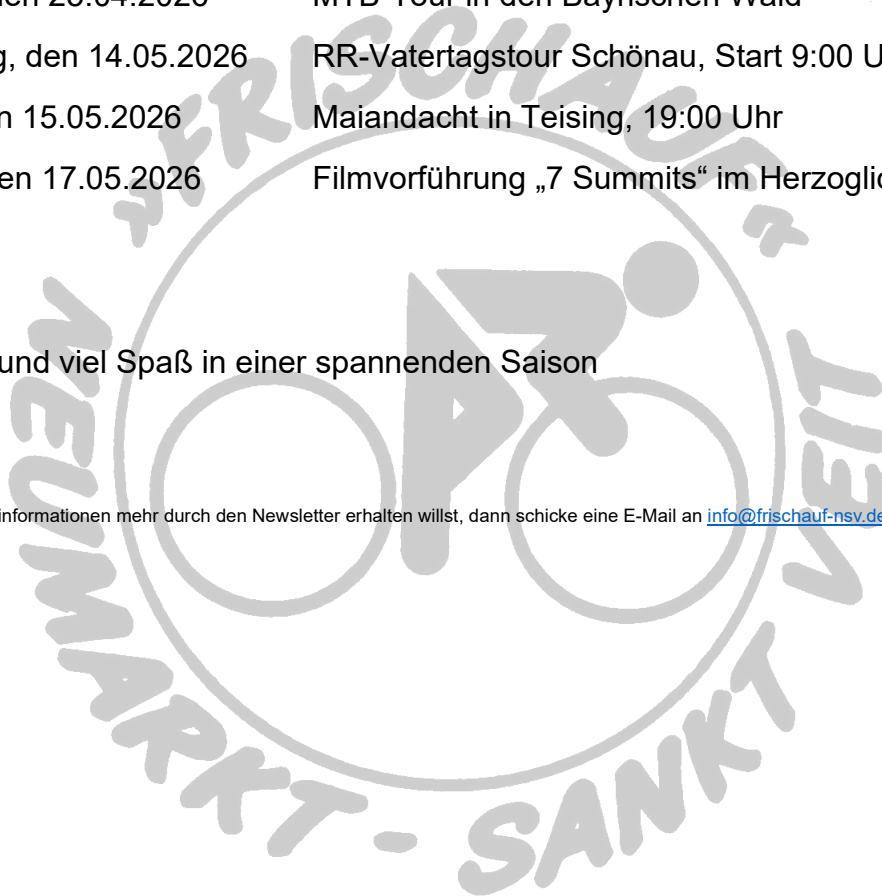 den 26.04.2026 MTB-Tour in den Bayrischen Wald
g, den 14.05.2026 RR-Vatertagstour Schönau, Start 9:00 U
n 15.05.2026 Maiandacht in Teising, 19:00 Uhr
en 17.05.2026 Filmvorführung „7 Summits“ im Herzoglic
und viel Spaß in einer spannenden Saison
informationen mehr durch den Newsletter erhalten willst, dann schicke eine E-Mail an info@frischauf-nsv.de
»FRISCHAUF«
NEUMARKT - SANKT VEIT